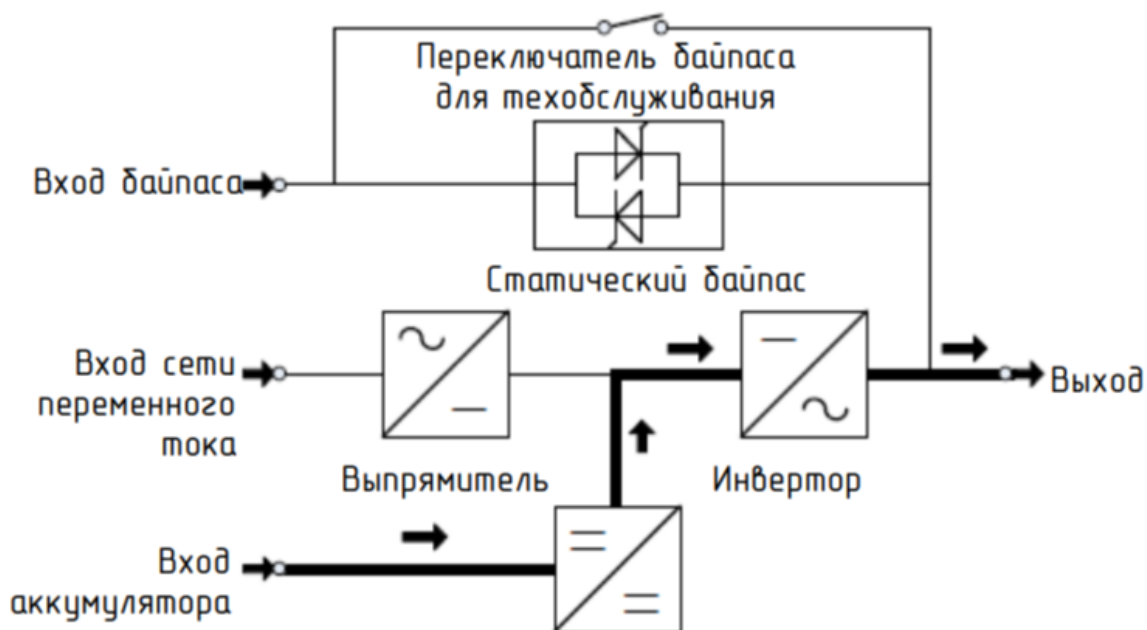 Переключатель байпаса
для техобслуживания
Вход байпаса
Статический байпас
Вход сети
переменного
тока
Выход
Выпрямитель
Инвертор
Вход
аккумулятора